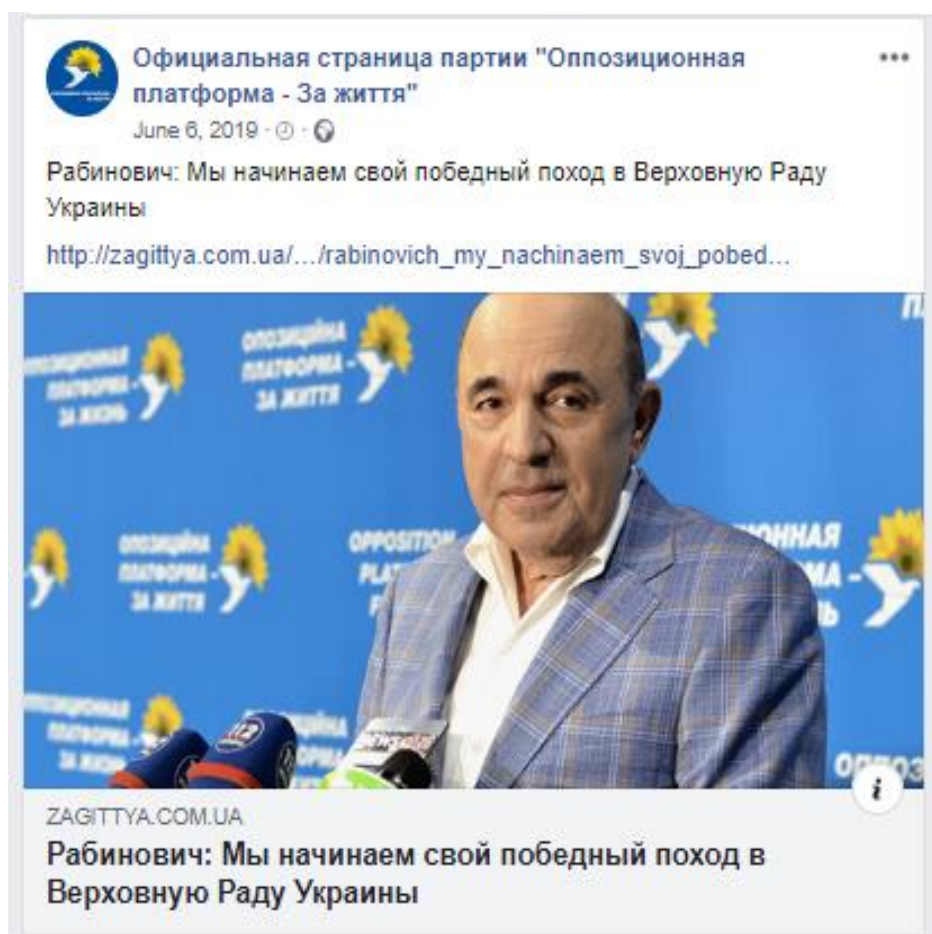 Официальная страница партии "Оппозиционная
платформа - За життя"
June 6, 2019
Рабинович: Мы начинаем свой победный поход в Верховную Раду
Украины
http://zagittya.com.ua/.../rabinovich_my_nachinaem_svoj_pobed...
ОППОЗИЦИОННАЯ
ПЛАТФОРМА -
ЗА ЖИЗНЬ
ОПОЗИЦІЙНА
ПЛАТФОРМА -
ЗА ЖИТТЯ
ОПОЗИЦІЙНА
ПЛАТФОРМА -
ЗА ЖИТТЯ
OPPOSITION
ОПОЗИЦІЙНА
112
ZAGITTYA.COM.UA
Рабинович: Мы начинаем свой победный поход в
Верховную Раду Украины